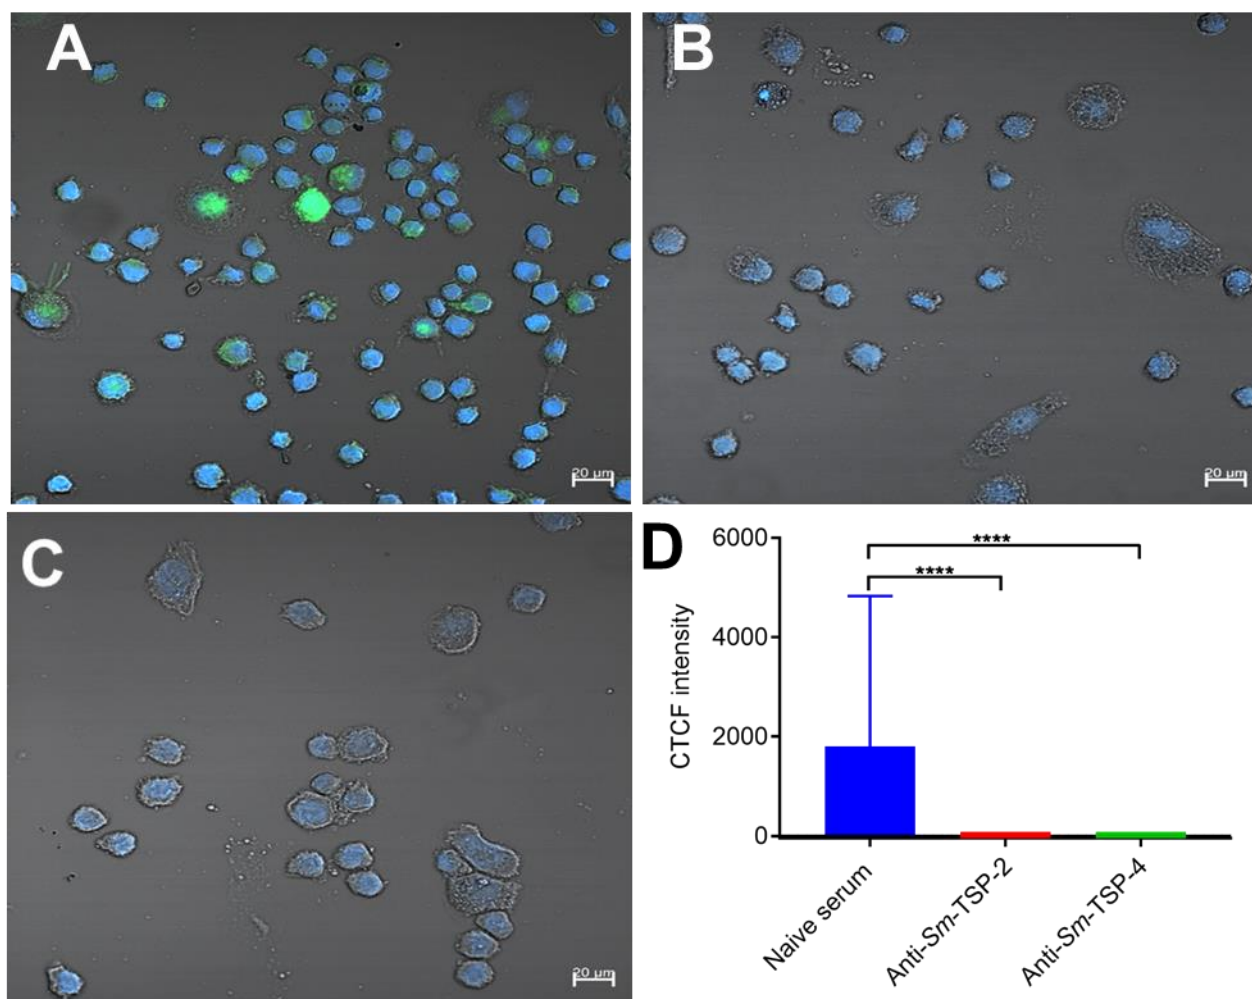 A
B
20 µm
20 µm
C
20 µm
D
6000
4000
2000
0
CTCF intensity
****
****
Naive serum
Anti-Sm-TSP-2
Anti-Sm-TSP-4